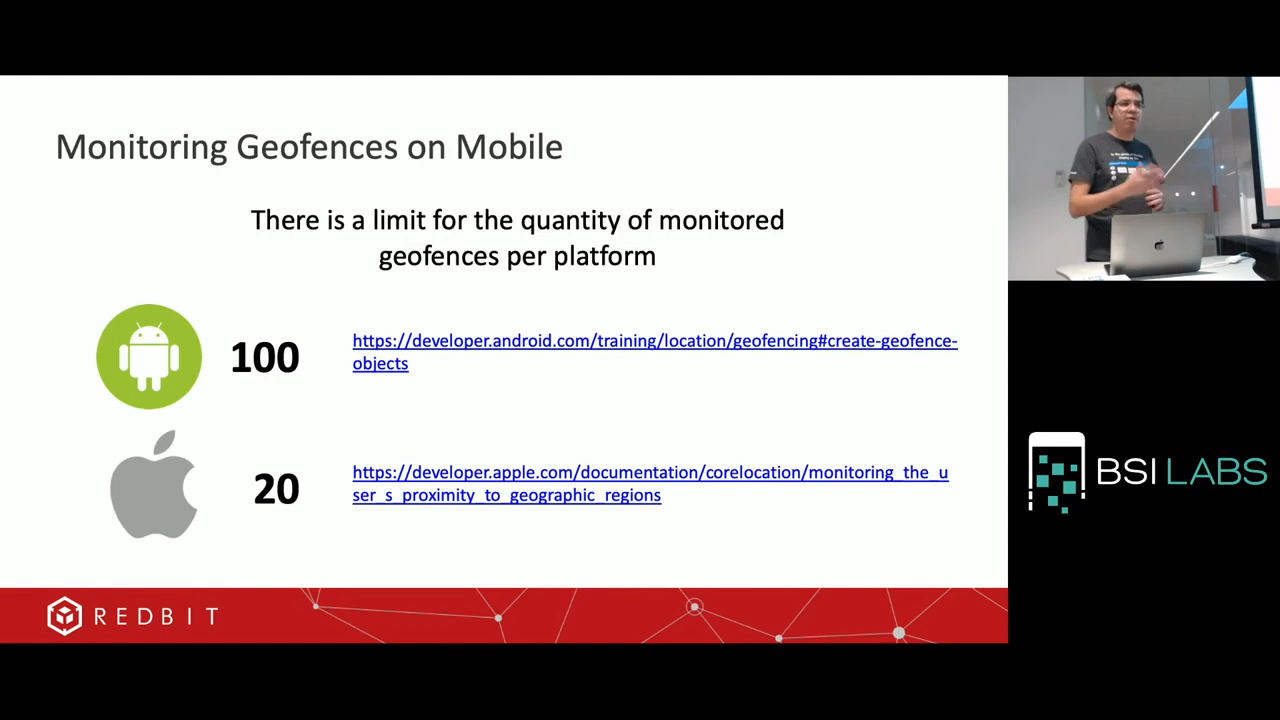 Monitoring Geofences on Mobile
There is a limit for the quantity of monitored
geofences per platform
100
https://developer.android.com/training/location/geofencing#create-geofence-
objects
20
https://developer.apple.com/documentation/corelocation/monitoring_the_u
ser_s_proximity_to_geographic_regions
REDBIT
BSI LABS